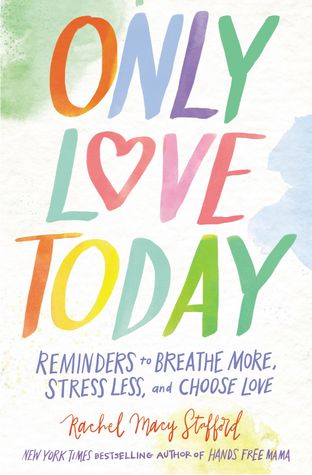 ONLY
LOVE
TODAY
REMINDERS to BREATHE MORE,
STRESS LESS, and CHOOSE LOVE
Rachel Macy Stafford
NEW YORK TIMES BESTSELLING AUTHOR OF HANDS FREE MAMA